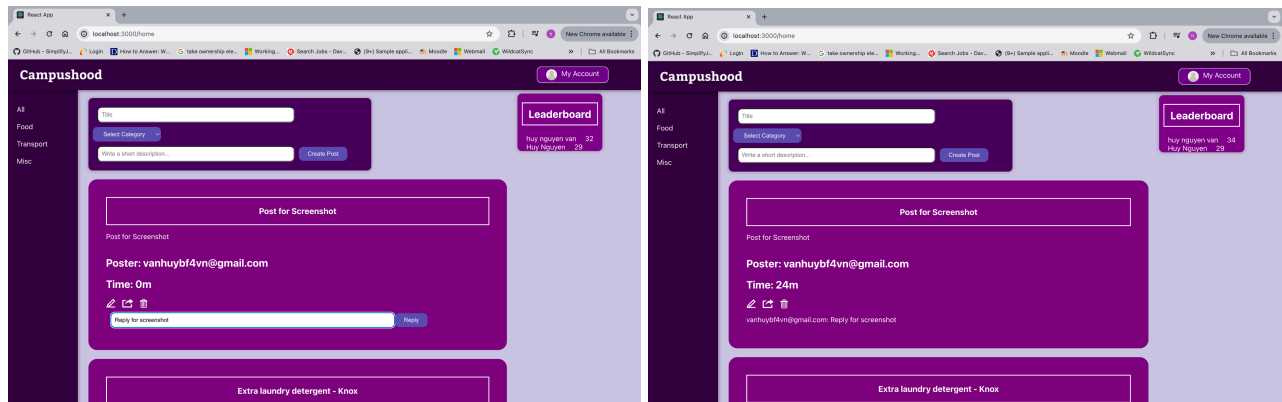 React App
localhost:3000/home
New Chrome available
GitHub - SimplifyJ...
Login
How to Answer: W...
take ownership ele...
Working...
Search Jobs - Dav...
(9+) Sample appli...
Moodle
Webmail
WildcatSync
»
All Bookmarks
Campushood
My Account
All
Food
Transport
Misc
Title
Select Category
Write a short description...
Create Post
Leaderboard
huy nguyen van 32
Huy Nguyen 29
Post for Screenshot
Post for Screenshot
Poster: vanhuybf4vn@gmail.com
Time: 0m
Reply for screenshot
Reply
Extra laundry detergent - Knox
React App
localhost:3000/home
New Chrome available
GitHub - SimplifyJ...
Login
How to Answer: W...
take ownership ele...
Working...
Search Jobs - Dav...
(9+) Sample appli...
Moodle
Webmail
WildcatSync
»
All Bookmarks
Campushood
My Account
All
Food
Transport
Misc
Title
Select Category
Write a short description...
Create Post
Leaderboard
huy nguyen van 34
Huy Nguyen 29
Post for Screenshot
Post for Screenshot
Poster: vanhuybf4vn@gmail.com
Time: 24m
vanhuybf4vn@gmail.com: Reply for screenshot
Extra laundry detergent - Knox